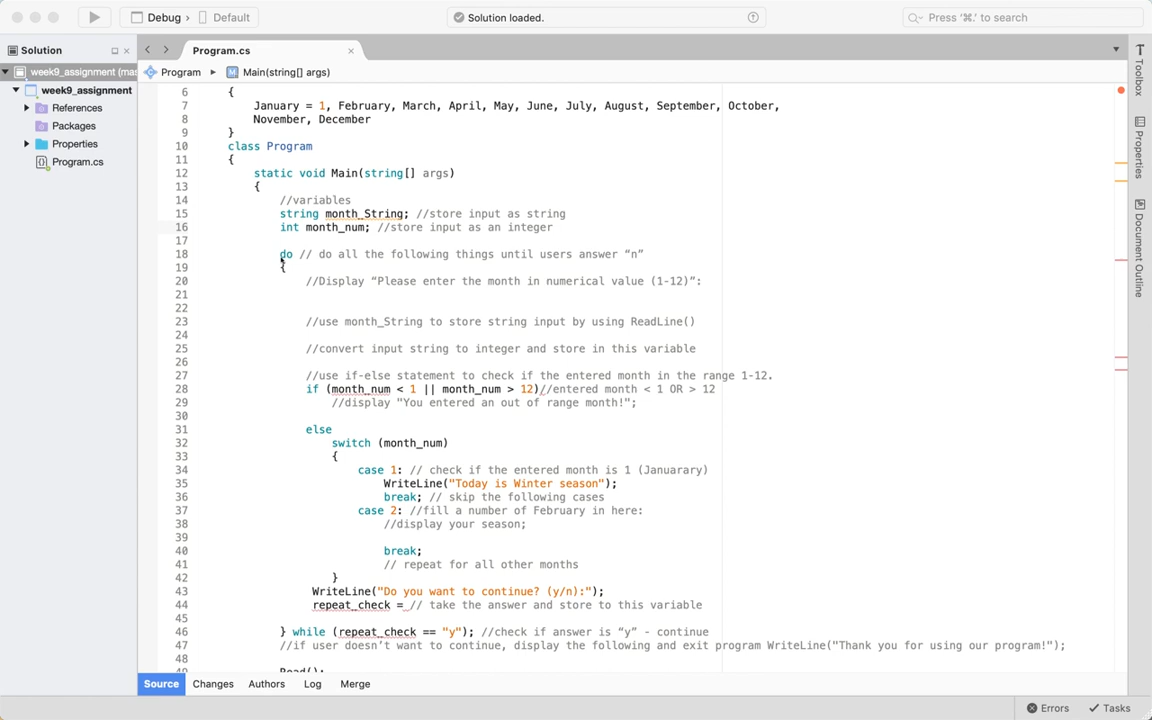 Debug › Default
Solution loaded.
Press '⌘.' to search
Solution
Program.cs
week9_assignment (mas
Program ▸ Main(string[] args)
week9_assignment
References
Packages
Properties
Program.cs
6 {
7 January = 1, February, March, April, May, June, July, August, September, October,
8 November, December
9 }
10 class Program
11 {
12 static void Main(string[] args)
13 {
14 //variables
15 string month_String; //store input as string
16 int month_num; //store input as an integer
17
18 do // do all the following things until users answer “n”
19 {
20 //Display “Please enter the month in numerical value (1-12)”:
21
22
23 //use month_String to store string input by using ReadLine()
24
25 //convert input string to integer and store in this variable
26
27 //use if-else statement to check if the entered month in the range 1-12.
28 if (month_num < 1 || month_num > 12)//entered month < 1 OR > 12
29 //display “You entered an out of range month!";
30
31 else
32 switch (month_num)
33 {
34 case 1: // check if the entered month is 1 (Januarary)
35 WriteLine("Today is Winter season");
36 break; // skip the following cases
37 case 2: //fill a number of February in here:
38 //display your season;
39
40 break;
41 // repeat for all other months
42 }
43 WriteLine("Do you want to continue? (y/n):");
44 repeat_check = // take the answer and store to this variable
45
46 } while (repeat_check == "y"); //check if answer is “y” - continue
47 //if user doesn’t want to continue, display the following and exit program WriteLine("Thank you for using our program!");
48
49 Read();
Toolbox
Properties
Document Outline
Source Changes Authors Log Merge
Errors Tasks